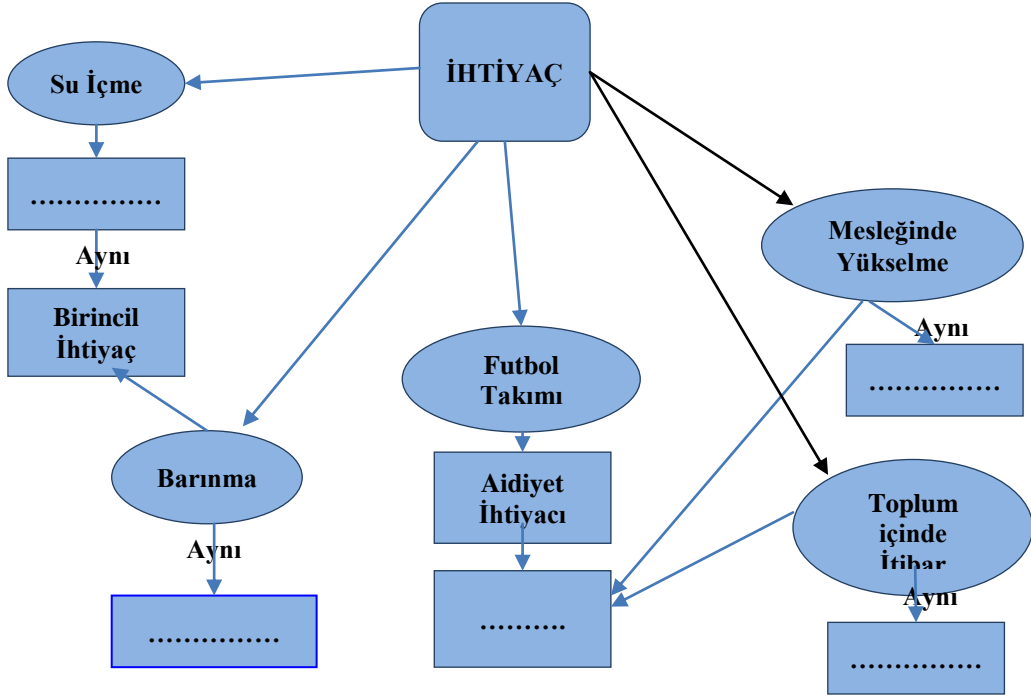 İHTİYAÇ
Su İçme
……………
Aynı
Birincil
İhtiyaç
Barınma
Aynı
……………
Futbol
Takımı
Aidiyet
İhtiyacı
……….
Mesleğinde
Yükselme
Aynı
……………
Toplum
içinde
İtibar
Aynı
……………